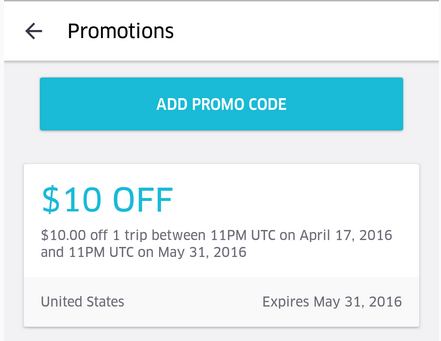 Promotions
ADD PROMO CODE
$10 OFF
$10.00 off 1 trip between 11PM UTC on April 17, 2016
and 11PM UTC on May 31, 2016
United States
Expires May 31, 2016